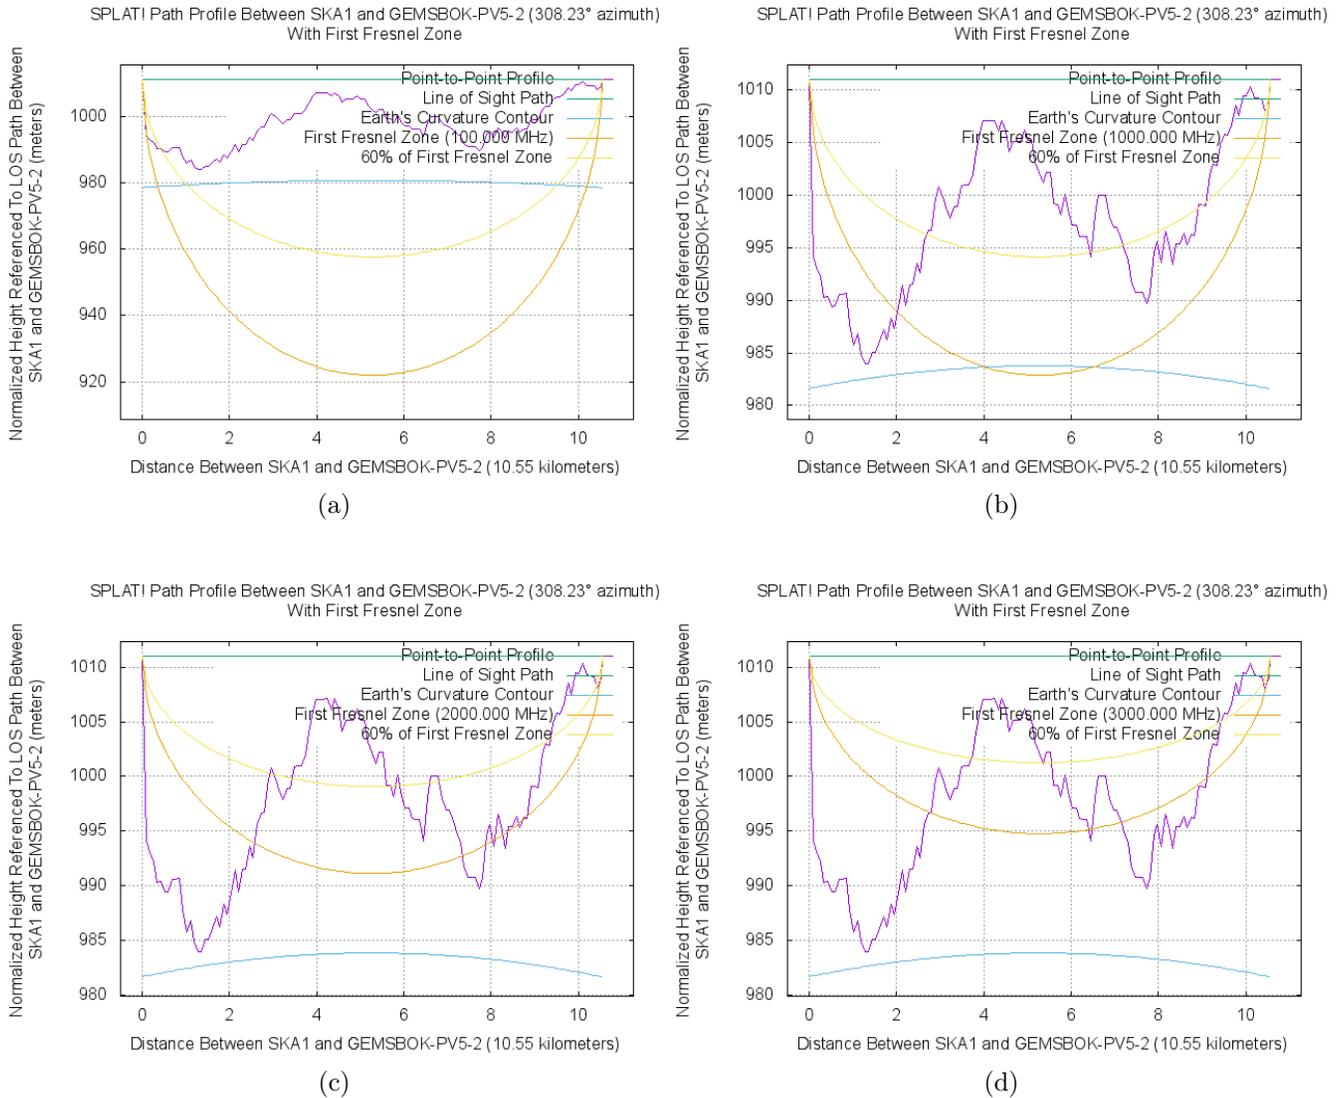 SPLAT! Path Profile Between SKA1 and GEMSBOK-PV5-2 (308.23° azimuth)
With First Fresnel Zone
Normalized Height Referenced To LOS Path Between
SKA1 and GEMSBOK-PV5-2 (meters)
Point-to-Point Profile
Line of Sight Path
Earth's Curvature Contour
First Fresnel Zone (100.000 MHz)
60% of First Fresnel Zone
1000
980
960
940
920
0 2 4 6 8 10
Distance Between SKA1 and GEMSBOK-PV5-2 (10.55 kilometers)
(a)
SPLAT! Path Profile Between SKA1 and GEMSBOK-PV5-2 (308.23° azimuth)
With First Fresnel Zone
Normalized Height Referenced To LOS Path Between
SKA1 and GEMSBOK-PV5-2 (meters)
Point-to-Point Profile
Line of Sight Path
Earth's Curvature Contour
First Fresnel Zone (1000.000 MHz)
60% of First Fresnel Zone
1010
1005
1000
995
990
985
980
0 2 4 6 8 10
Distance Between SKA1 and GEMSBOK-PV5-2 (10.55 kilometers)
(b)
SPLAT! Path Profile Between SKA1 and GEMSBOK-PV5-2 (308.23° azimuth)
With First Fresnel Zone
Normalized Height Referenced To LOS Path Between
SKA1 and GEMSBOK-PV5-2 (meters)
Point-to-Point Profile
Line of Sight Path
Earth's Curvature Contour
First Fresnel Zone (2000.000 MHz)
60% of First Fresnel Zone
1010
1005
1000
995
990
985
980
0 2 4 6 8 10
Distance Between SKA1 and GEMSBOK-PV5-2 (10.55 kilometers)
(c)
SPLAT! Path Profile Between SKA1 and GEMSBOK-PV5-2 (308.23° azimuth)
With First Fresnel Zone
Normalized Height Referenced To LOS Path Between
SKA1 and GEMSBOK-PV5-2 (meters)
Point-to-Point Profile
Line of Sight Path
Earth's Curvature Contour
First Fresnel Zone (3000.000 MHz)
60% of First Fresnel Zone
1010
1005
1000
995
990
985
980
0 2 4 6 8 10
Distance Between SKA1 and GEMSBOK-PV5-2 (10.55 kilometers)
(d)